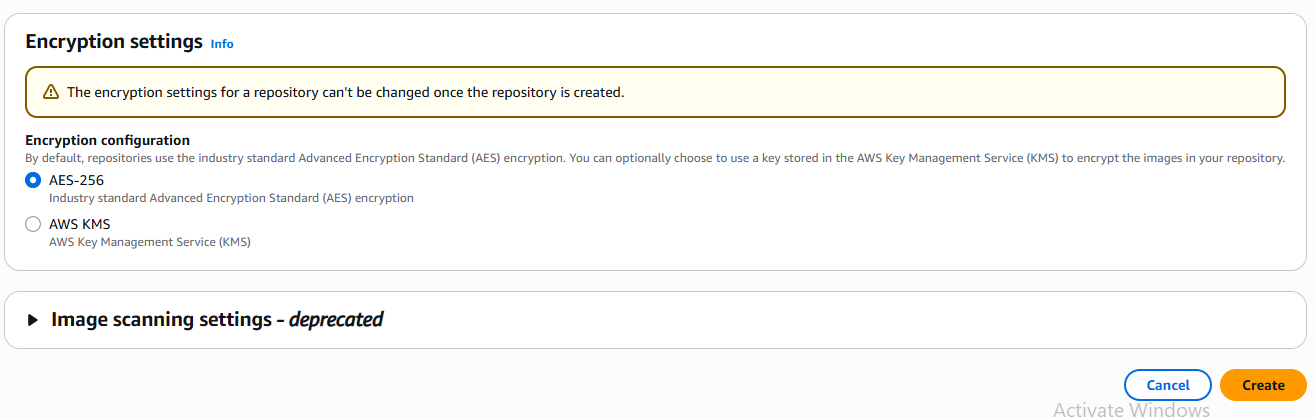 Encryption settings Info
The encryption settings for a repository can't be changed once the repository is created.
Encryption configuration
By default, repositories use the industry standard Advanced Encryption Standard (AES) encryption. You can optionally choose to use a key stored in the AWS Key Management Service (KMS) to encrypt the images in your repository.
AES-256
Industry standard Advanced Encryption Standard (AES) encryption
AWS KMS
AWS Key Management Service (KMS)
Image scanning settings - deprecated
Cancel Create
Activate Windows